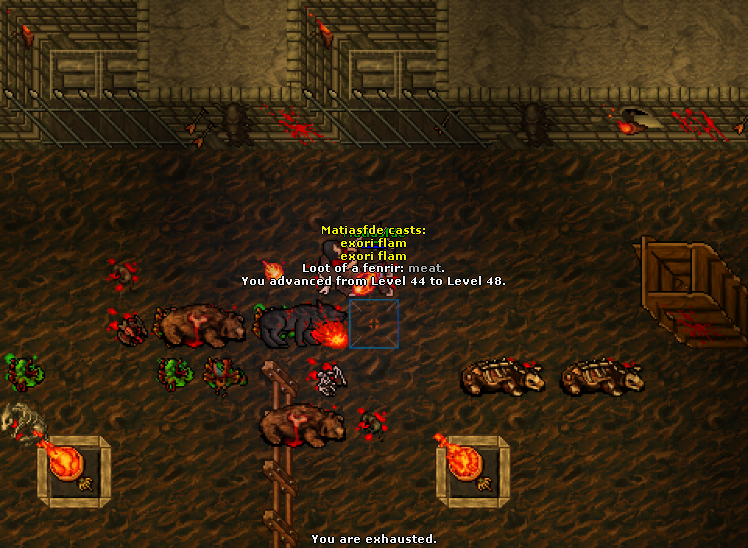 Matiasfde casts:
exori flam
exori flam
Loot of a fenrir: meat.
You advanced from Level 44 to Level 48.
You are exhausted.